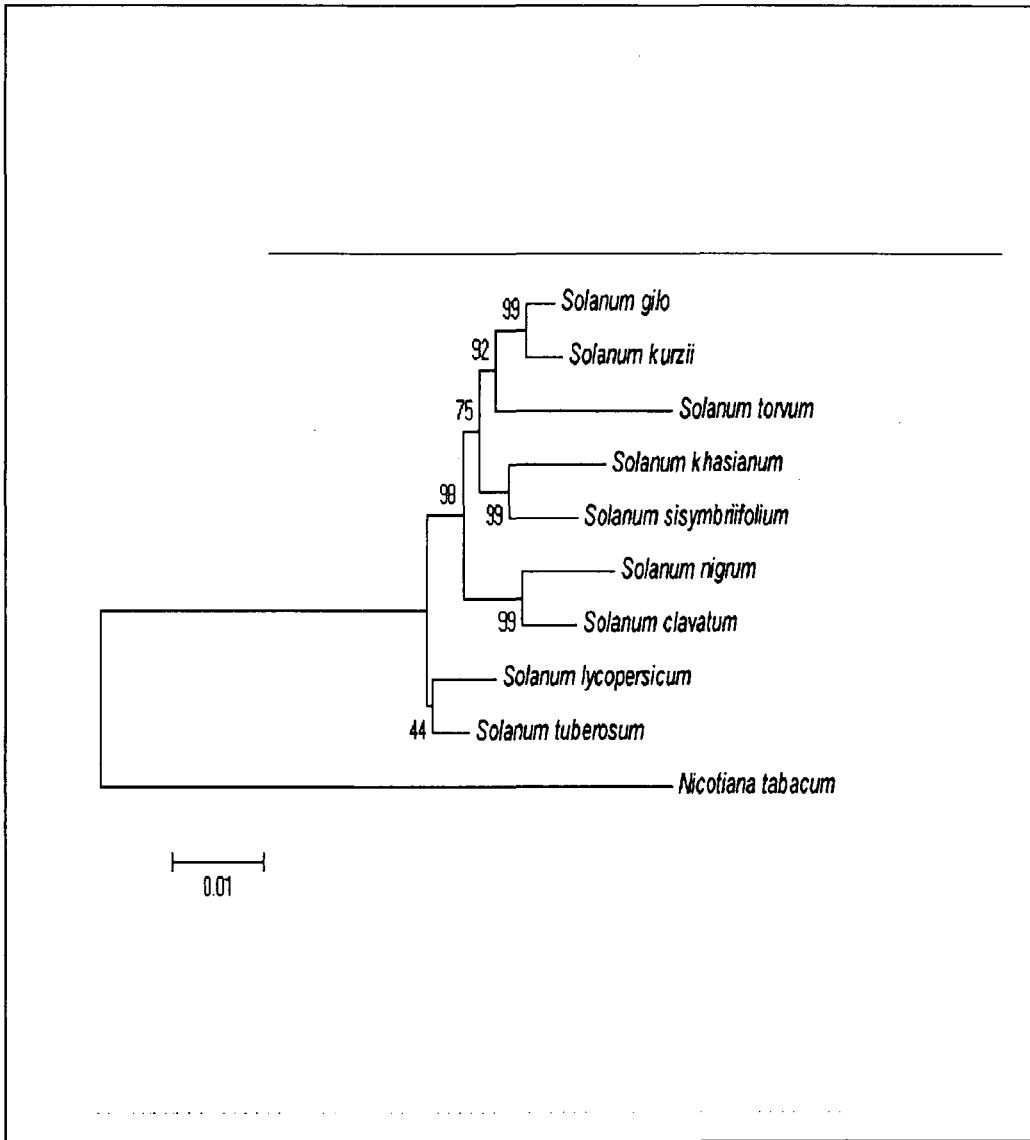 99
Solanum gilo
92
Solanum kurzii
75
Solanum torvum
Solanum khasianum
98
99
Solanum sisymbriifolium
Solanum nigrum
99
Solanum clavatum
Solanum lycopersicum
44
Solanum tuberosum
Nicotiana tabacum
0.01